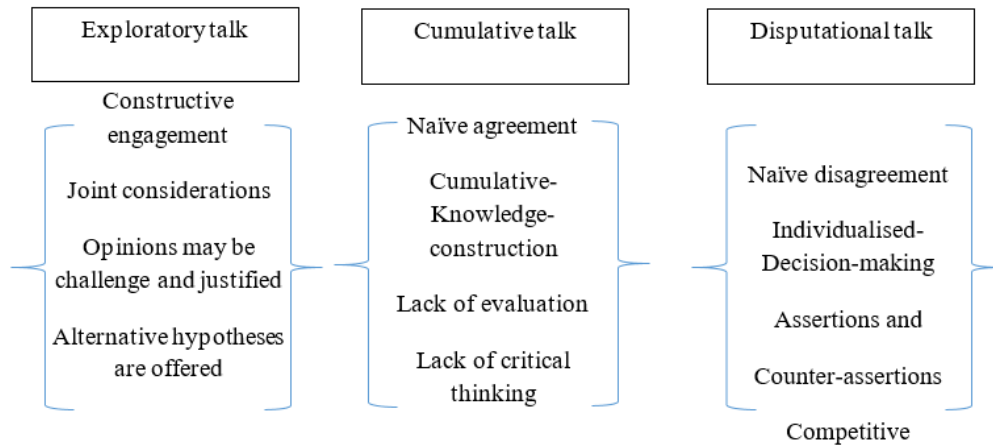 Exploratory talk
Constructive
engagement
Joint considerations
Opinions may be
challenge and justified
Alternative hypotheses
are offered
Cumulative talk
Naïve agreement
Cumulative-
Knowledge-
construction
Lack of evaluation
Lack of critical
thinking
Disputational talk
Naïve disagreement
Individualised-
Decision-making
Assertions and
Counter-assertions
Competitive